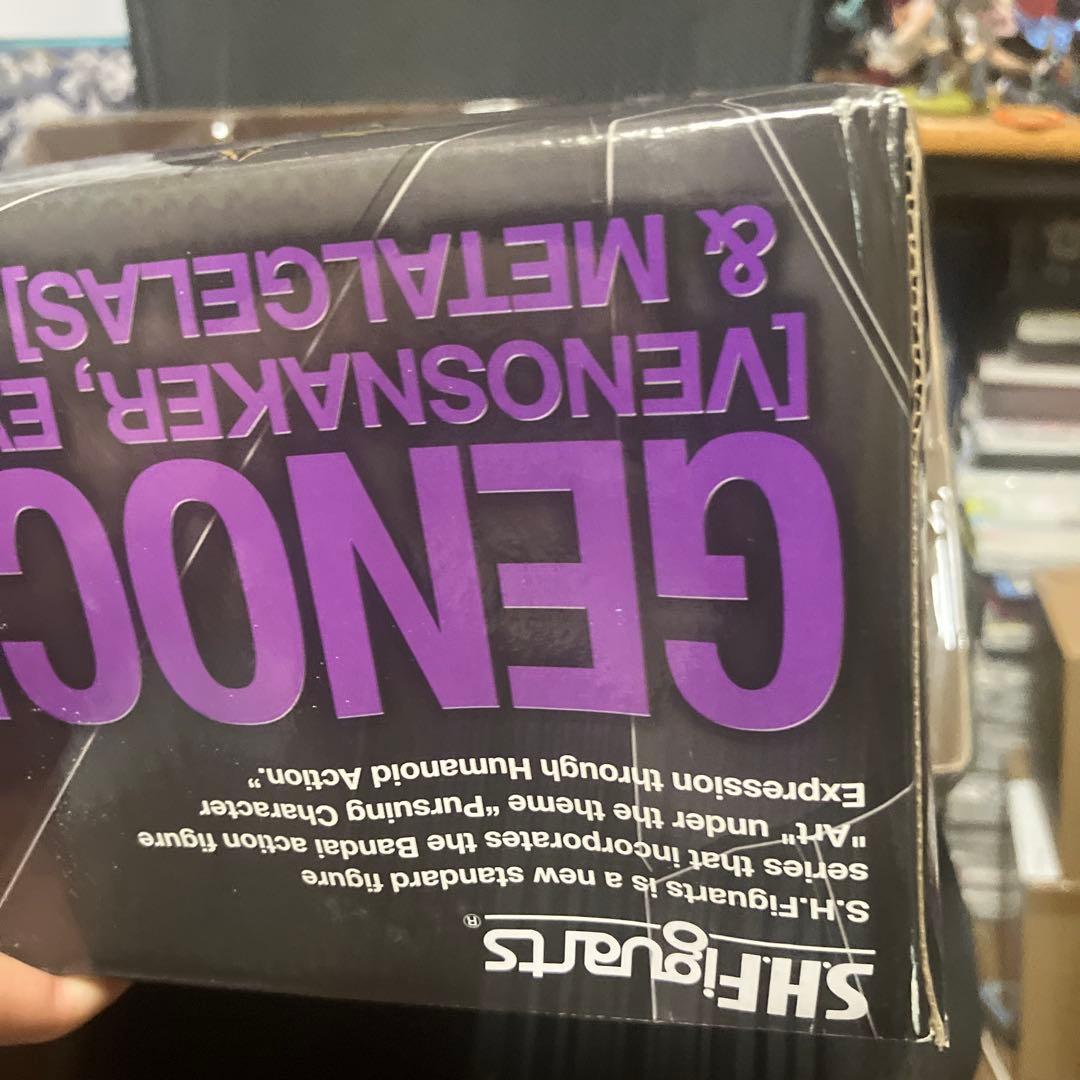 S.H.Figuarts®
S.H.Figuarts is a new standard figure
series that incorporates the Bandai action figure
"Art" under the theme “Pursuing Character
Expression through Humanoid Action.”
GENOC
[VENOSNAKER, E
& METALGELAS]